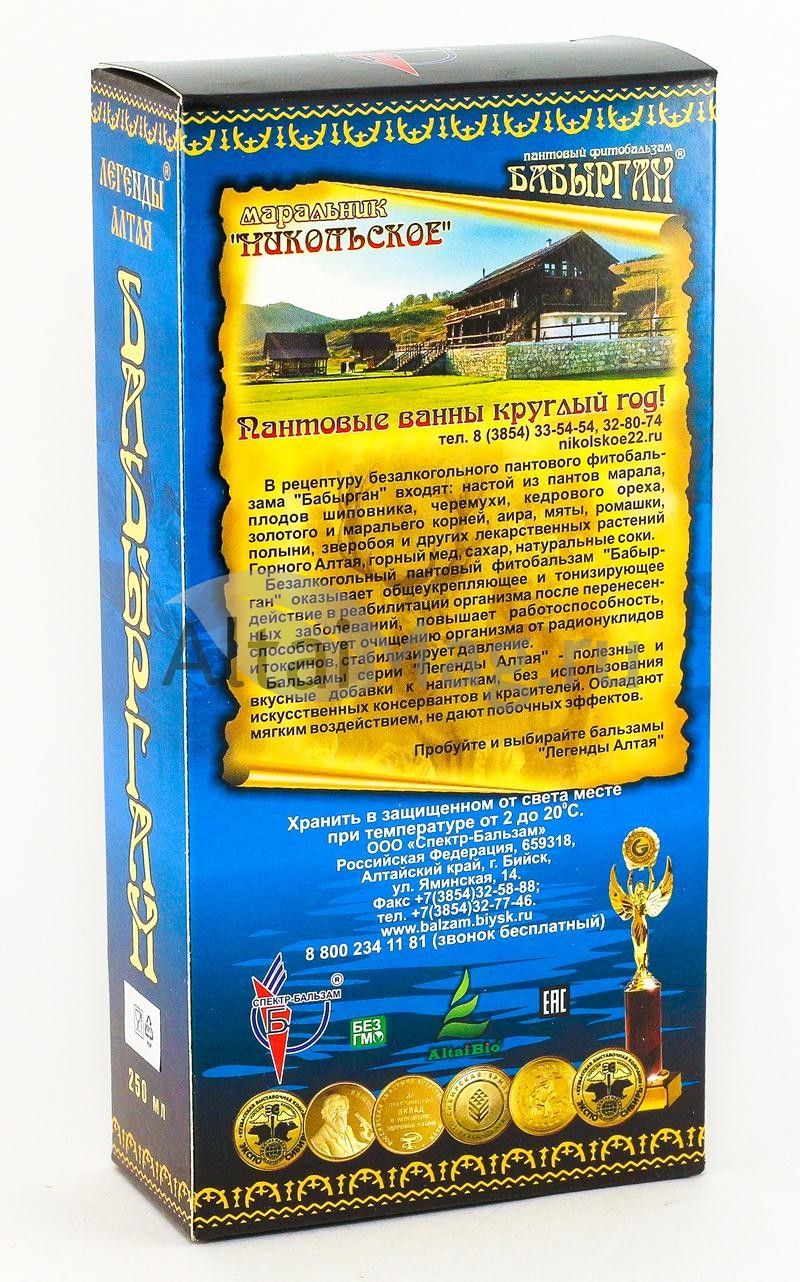 ЛЕГЕНДЫ®
АЛТАЯ
БАБЫРГАН
250 мл
пантовый фитобальзам
БАБЫРГАН®
маральник
"НИКОЛЬСКОЕ"
Пантовые ванны круглый год!
тел. 8 (3854) 33-54-54, 32-80-74
nikolskoe22.ru
В рецептуру безалкогольного пантового фитобаль-
зама "Бабырган" входят: настой из пантов марала,
плодов шиповника, черемухи, кедрового ореха,
золотого и маральего корней, аира, мяты, ромашки,
полыни, зверобоя и других лекарственных растений
Горного Алтая, горный мед, сахар, натуральные соки.
Безалкогольный пантовый фитобальзам "Бабыр-
ган" оказывает общеукрепляющее и тонизирующее
действие в реабилитации организма после перенесен-
ных заболеваний, повышает работоспособность,
способствует очищению организма от радионуклидов
и токсинов, стабилизирует давление.
Бальзамы серии "Легенды Алтая" - полезные и
вкусные добавки к напиткам, без использования
искусственных консервантов и красителей. Обладают
мягким воздействием, не дают побочных эффектов.
Пробуйте и выбирайте бальзамы
"Легенды Алтая"
Хранить в защищенном от света месте
при температуре от 2 до 20°С.
ООО «Спектр-Бальзам»
Российская Федерация, 659318,
Алтайский край, г. Бийск,
ул. Яминская, 14.
Факс +7(3854)32-58-88;
тел. +7(3854)32-77-46.
www.balzam.biysk.ru
8 800 234 11 81 (звонок бесплатный)
СПЕКТР-БАЛЬЗАМ®
Б
БЕЗ
ГМО
AltaiBio
EAC
ЗА
ПРАКТИЧЕСКИЙ
ВКЛАД
В УКРЕПЛЕНИЕ
ЗДОРОВЬЯ НАЦИИ